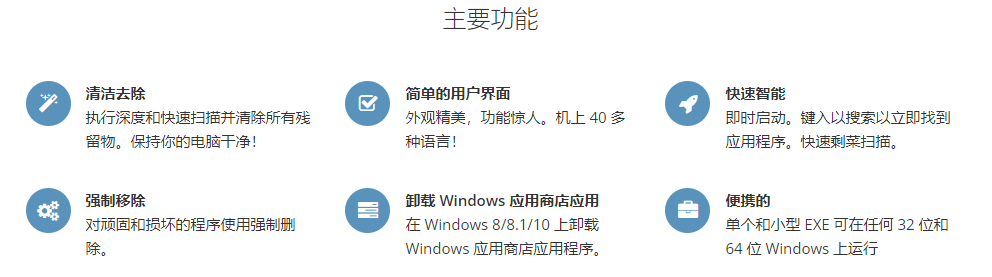 主要功能
清洁去除
执行深度和快速扫描并清除所有残
留物。保持你的电脑干净！
简单的用户界面
外观精美，功能惊人。机上 40 多
种语言！
快速智能
即时启动。键入以搜索以立即找到
应用程序。快速剩菜扫描。
强制移除
对顽固和损坏的程序使用强制删
除。
卸载 Windows 应用商店应用
在 Windows 8/8.1/10 上卸载
Windows 应用商店应用程序。
便携的
单个和小型 EXE 可在任何 32 位和
64 位 Windows 上运行